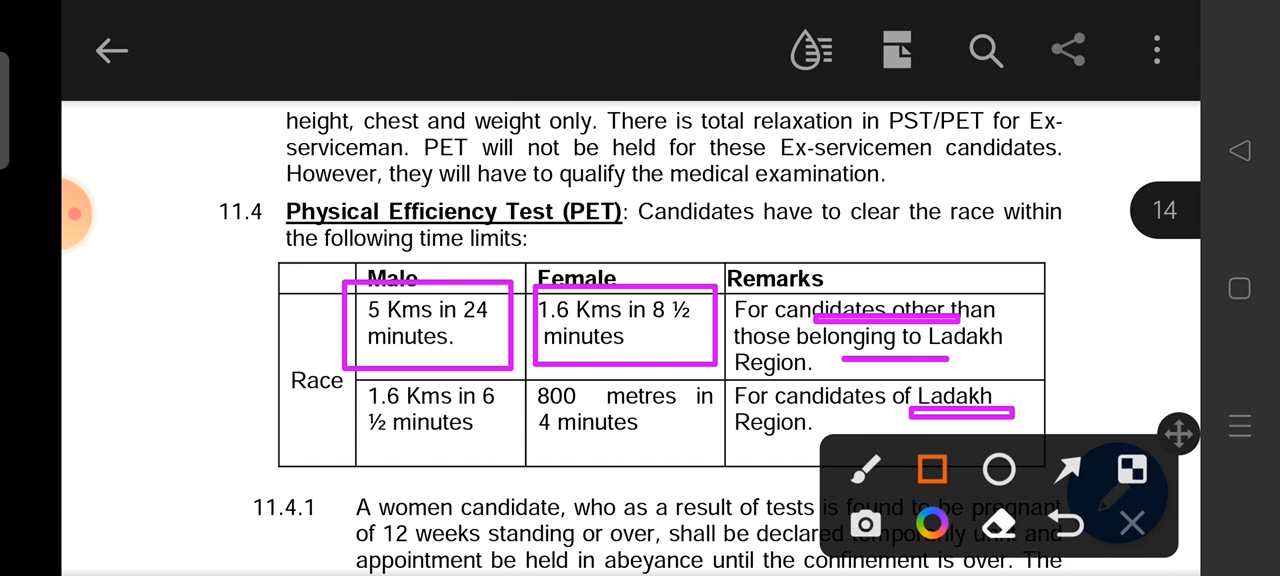 height, chest and weight only. There is total relaxation in PST/PET for Ex-
serviceman. PET will not be held for these Ex-servicemen candidates.
However, they will have to qualify the medical examination.
14
11.4 Physical Efficiency Test (PET): Candidates have to clear the race within
the following time limits:
Male Female Remarks
Race
5 Kms in 24
minutes.
1.6 Kms in 8 ½
minutes
For candidates other than
those belonging to Ladakh
Region.
1.6 Kms in 6
½ minutes
800 metres in
4 minutes
For candidates of Ladakh
Region.
11.4.1 A women candidate, who as a result of tests is found to be pregnant
of 12 weeks standing or over, shall be declared temporarily unfit and
appointment be held in abeyance until the confinement is over. The